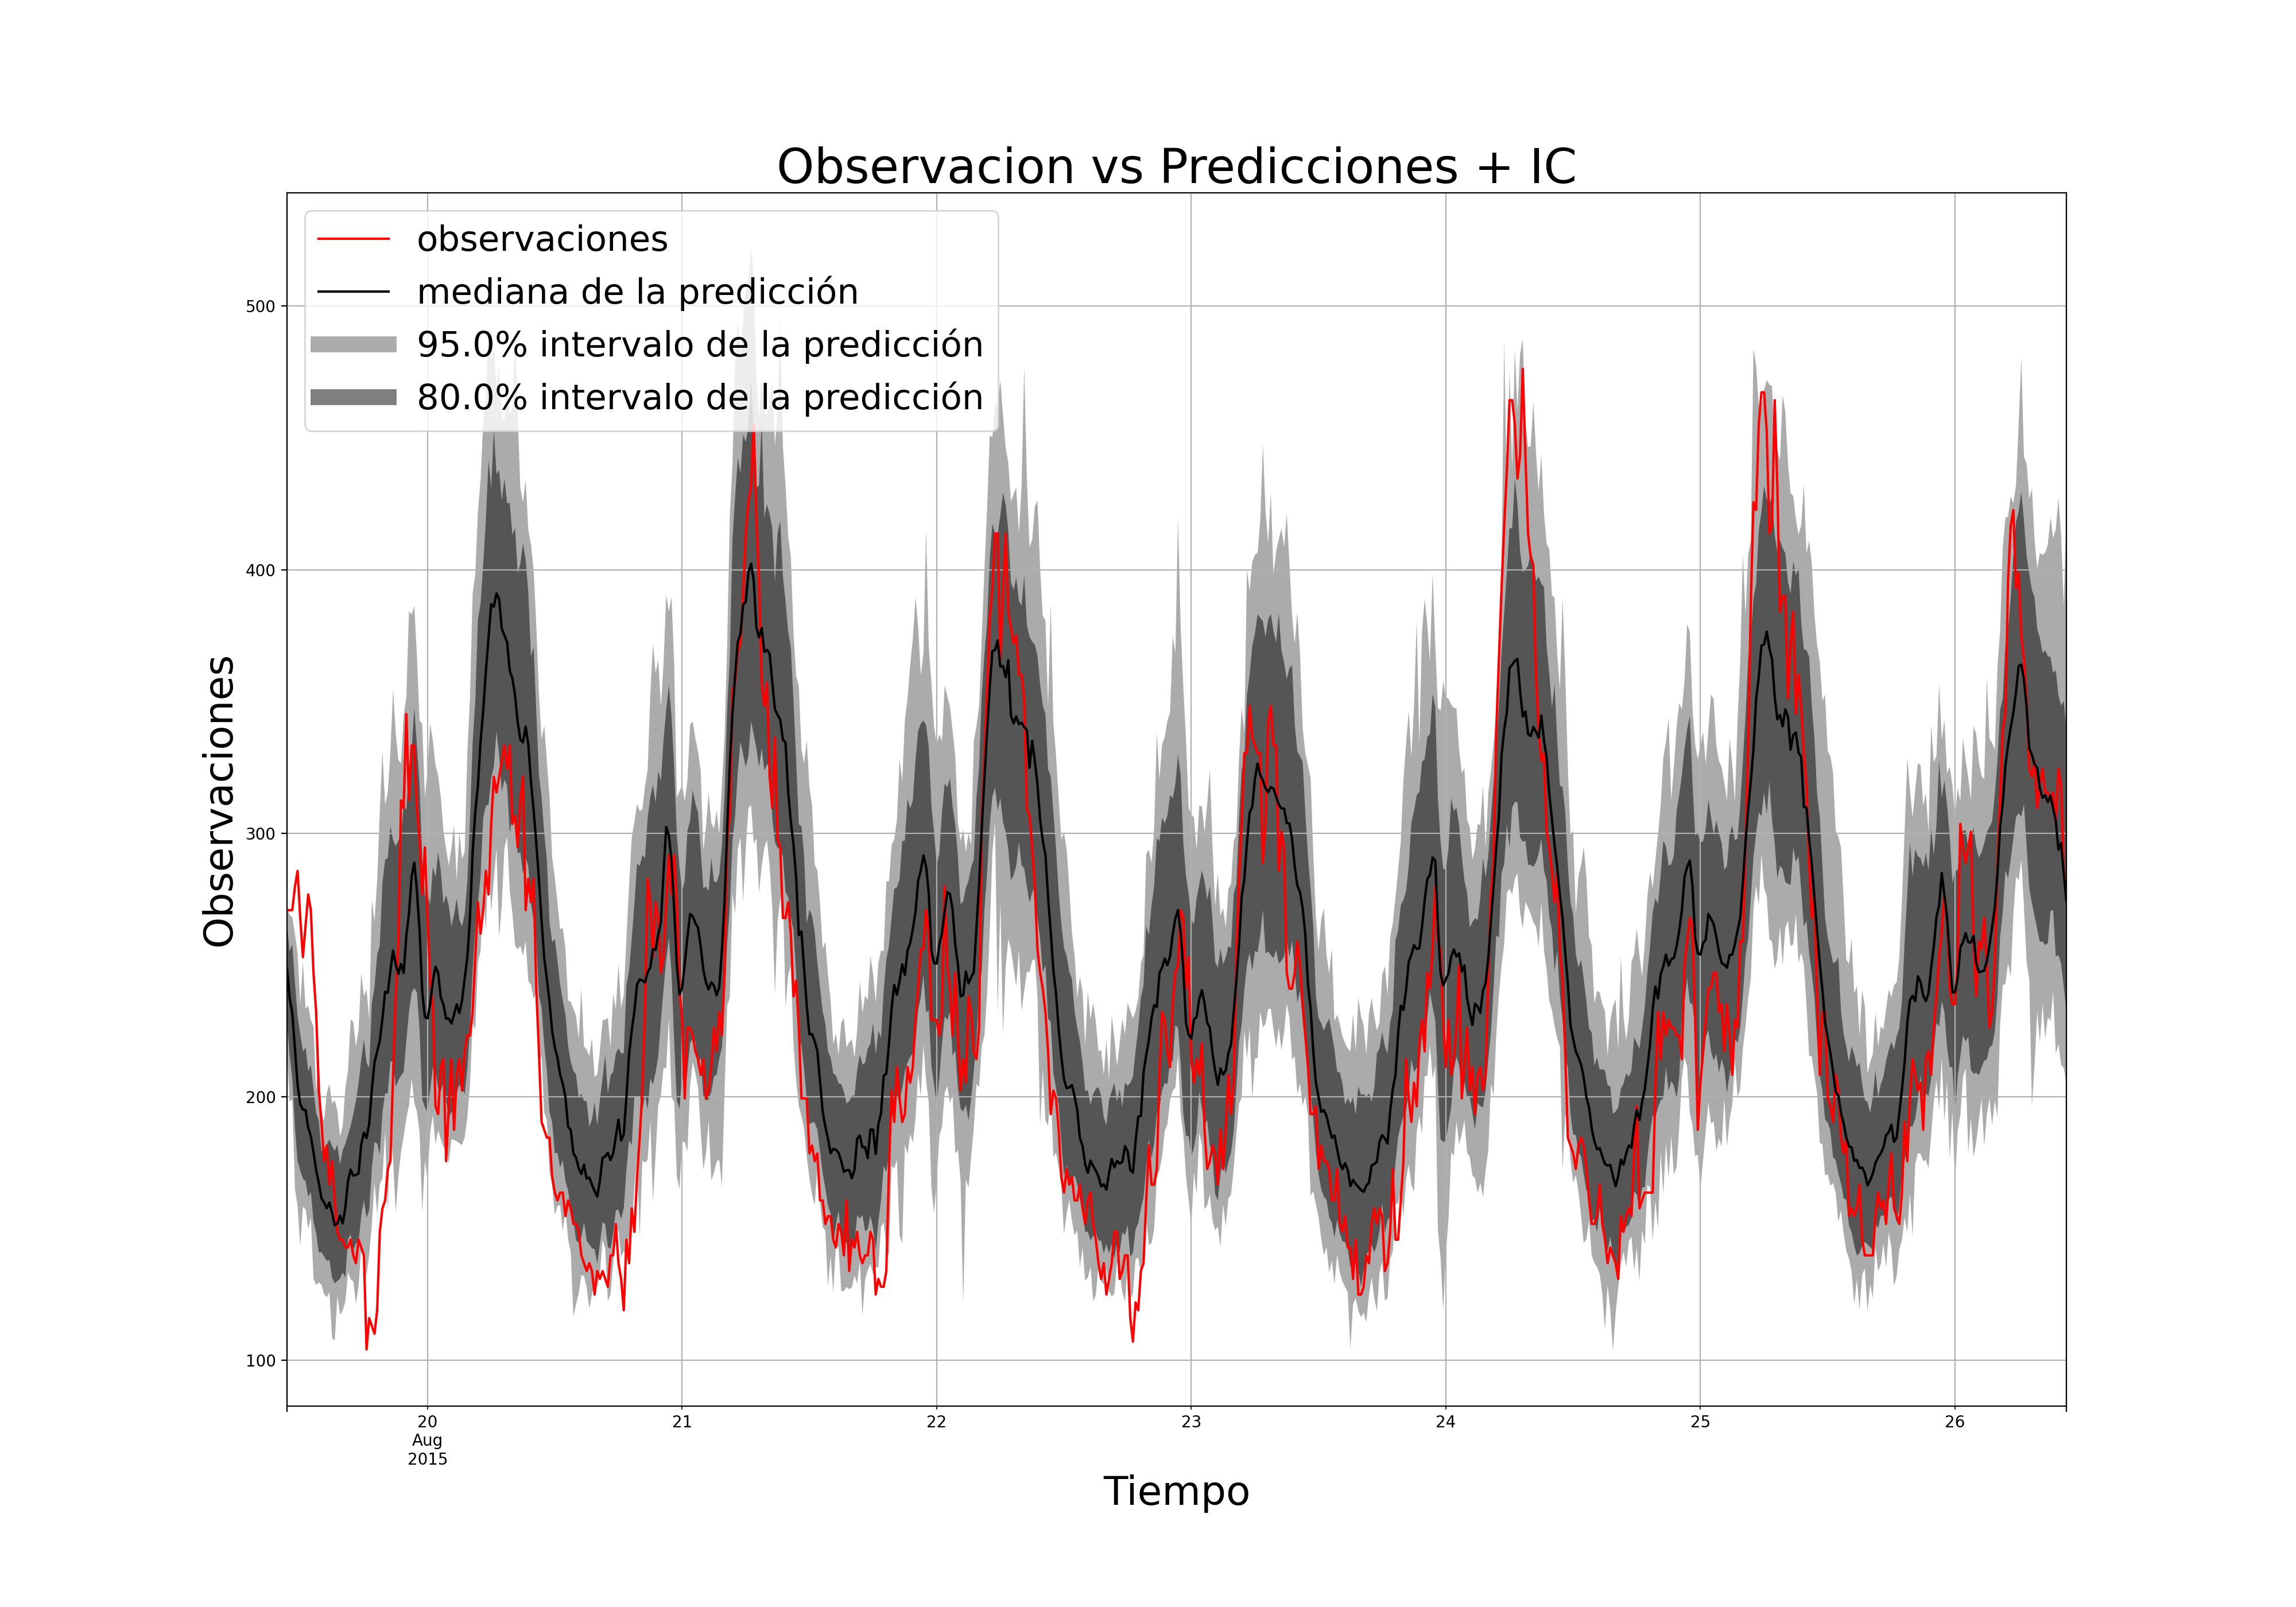 Observacion vs Predicciones + IC
observaciones
mediana de la predicción
95.0% intervalo de la predicción
80.0% intervalo de la predicción
Observaciones
500
400
300
200
100
20
Aug
2015
21
22
23
24
25
26
Tiempo